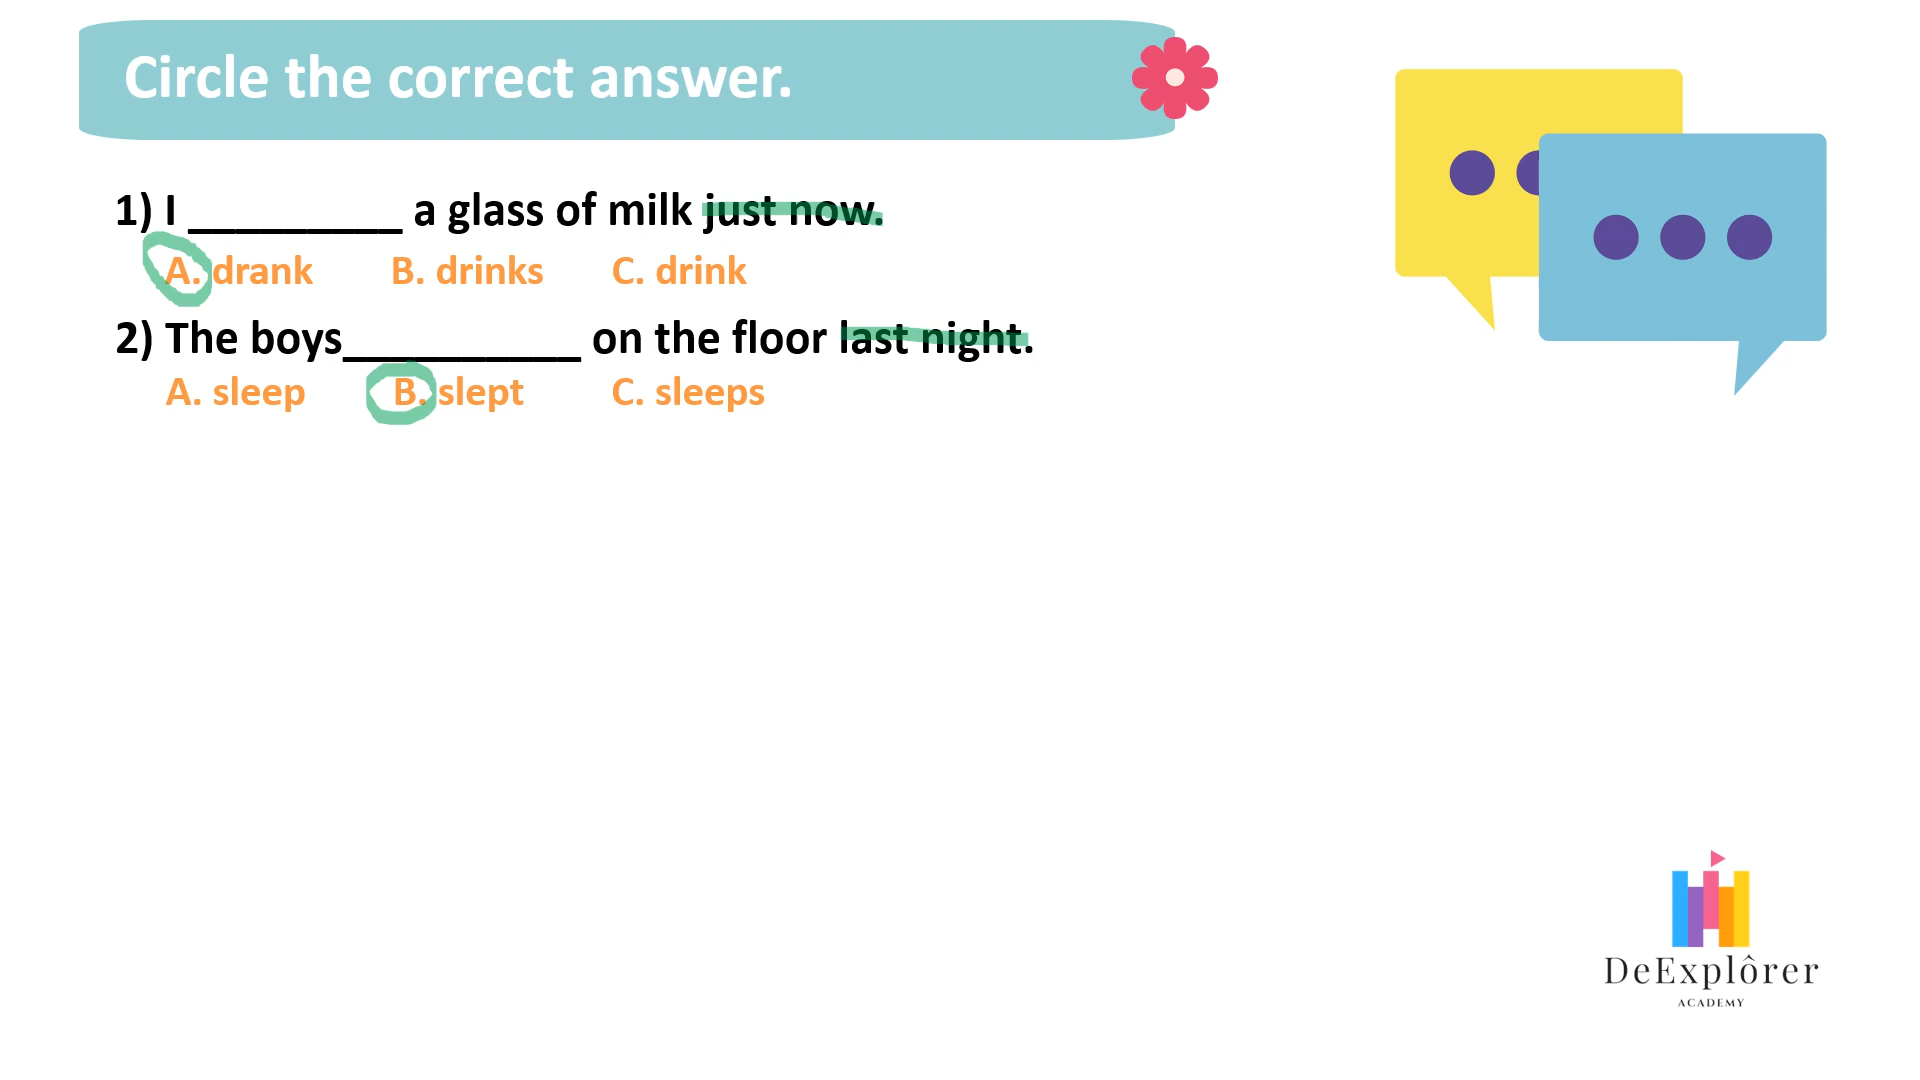 Circle the correct answer.
1) I _________ a glass of milk just now.
A. drank B. drinks C. drink
2) The boys__________ on the floor last night.
A. sleep B. slept C. sleeps
DeExplôrer
ACADEMY